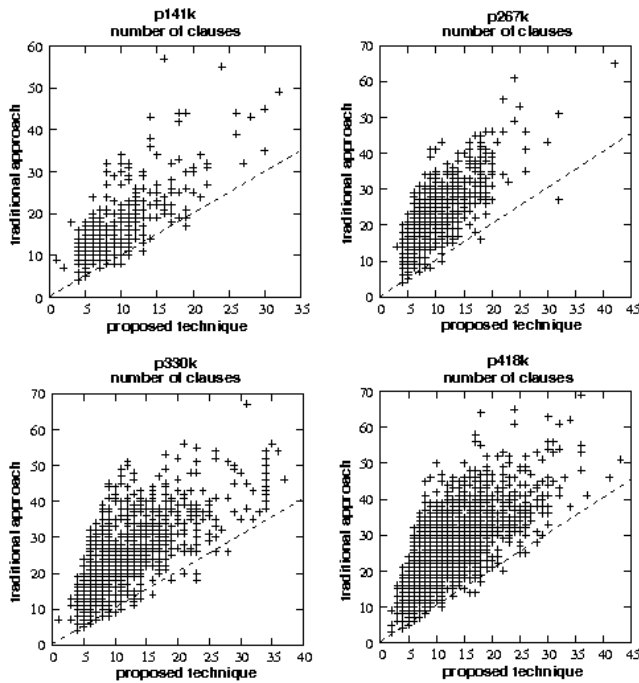 p141k
number of clauses
60
50
40
30
20
10
0
traditional approach
0 5 10 15 20 25 30 35
proposed technique
p267k
number of clauses
70
60
50
40
30
20
10
0
traditional approach
0 5 10 15 20 25 30 35 40 45
proposed technique
p330k
number of clauses
70
60
50
40
30
20
10
0
traditional approach
0 5 10 15 20 25 30 35 40
proposed technique
p418k
number of clauses
70
60
50
40
30
20
10
0
traditional approach
0 5 10 15 20 25 30 35 40 45
proposed technique